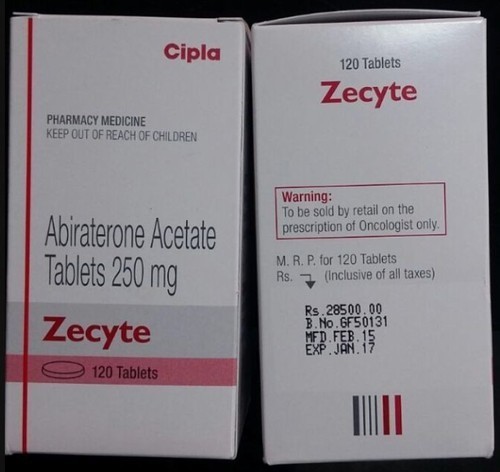 Cipla
PHARMACY MEDICINE
KEEP OUT OF REACH OF CHILDREN
Abiraterone Acetate
Tablets 250 mg
Zecyte
120 Tablets
120 Tablets
Zecyte
Warning:
To be sold by retail on the
prescription of Oncologist only.
M. R. P. for 120 Tablets
Rs. (Inclusive of all taxes)
Rs.28500.00
B.No.GF50131
MFD.FEB.15
EXP.JAN.17